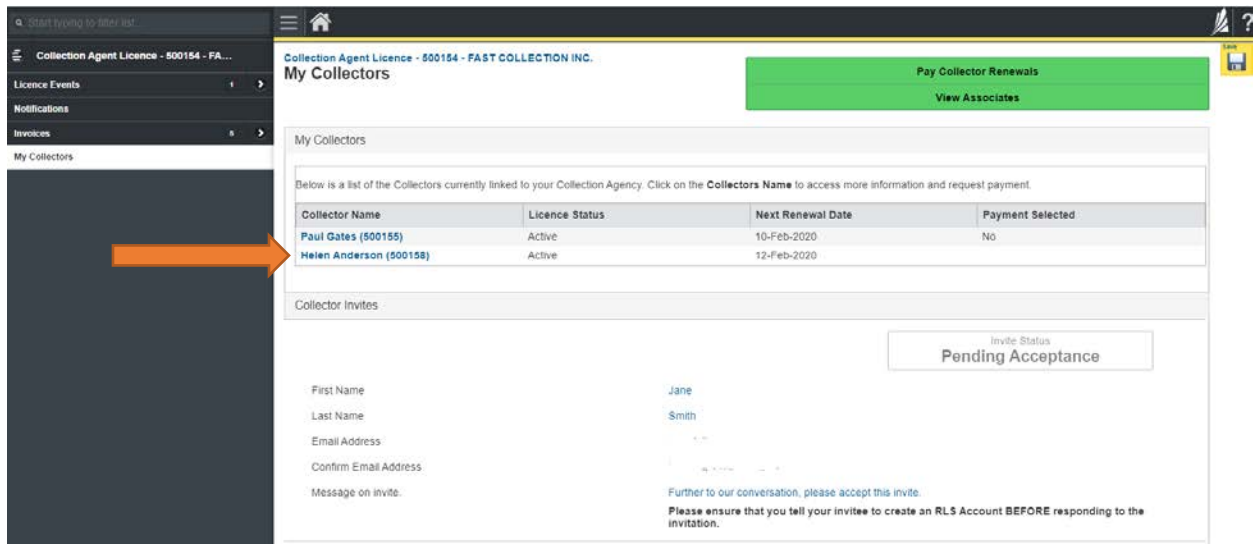 Start typing to filter list...
Collection Agent Licence - 500154 - FA...
Licence Events 1
Notifications
Invoices 5
My Collectors
?
Save
Collection Agent Licence - 500154 - FAST COLLECTION INC.
My Collectors
Pay Collector Renewals
View Associates
My Collectors
Below is a list of the Collectors currently linked to your Collection Agency. Click on the Collectors Name to access more information and request payment.
Collector Name Licence Status Next Renewal Date Payment Selected
Paul Gates (500155) Active 10-Feb-2020 No
Helen Anderson (500158) Active 12-Feb-2020
Collector Invites
Invite Status
Pending Acceptance
First Name Jane
Last Name Smith
Email Address
Confirm Email Address
Message on invite. Further to our conversation, please accept this invite.
Please ensure that you tell your invitee to create an RLS Account BEFORE responding to the
invitation.